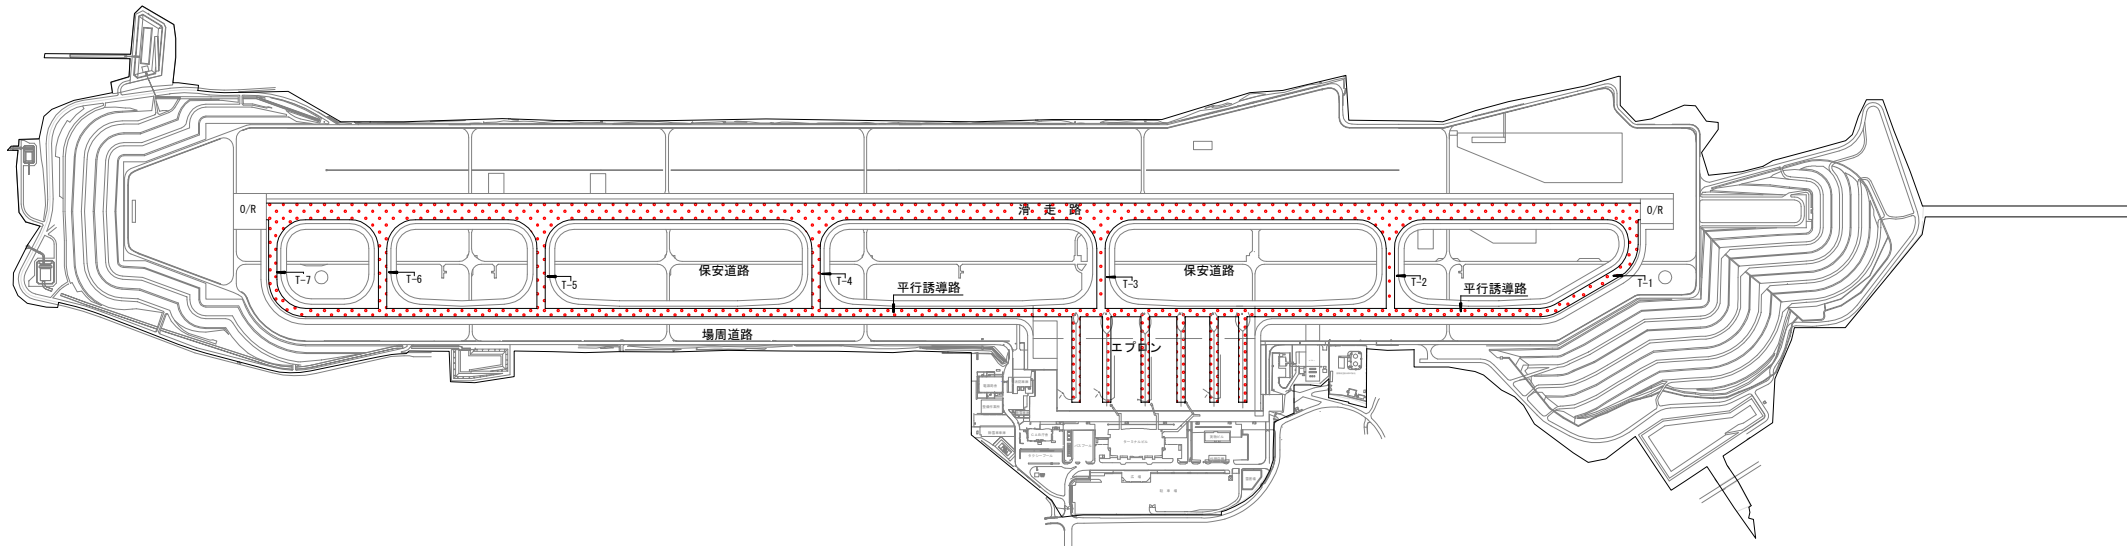 O/R
滑 走 路
O/R
T-7
T-6
T-5
保安道路
T-4
平行誘導路
T-3
保安道路
T-2
平行誘導路
T-1
場周道路
エプロン